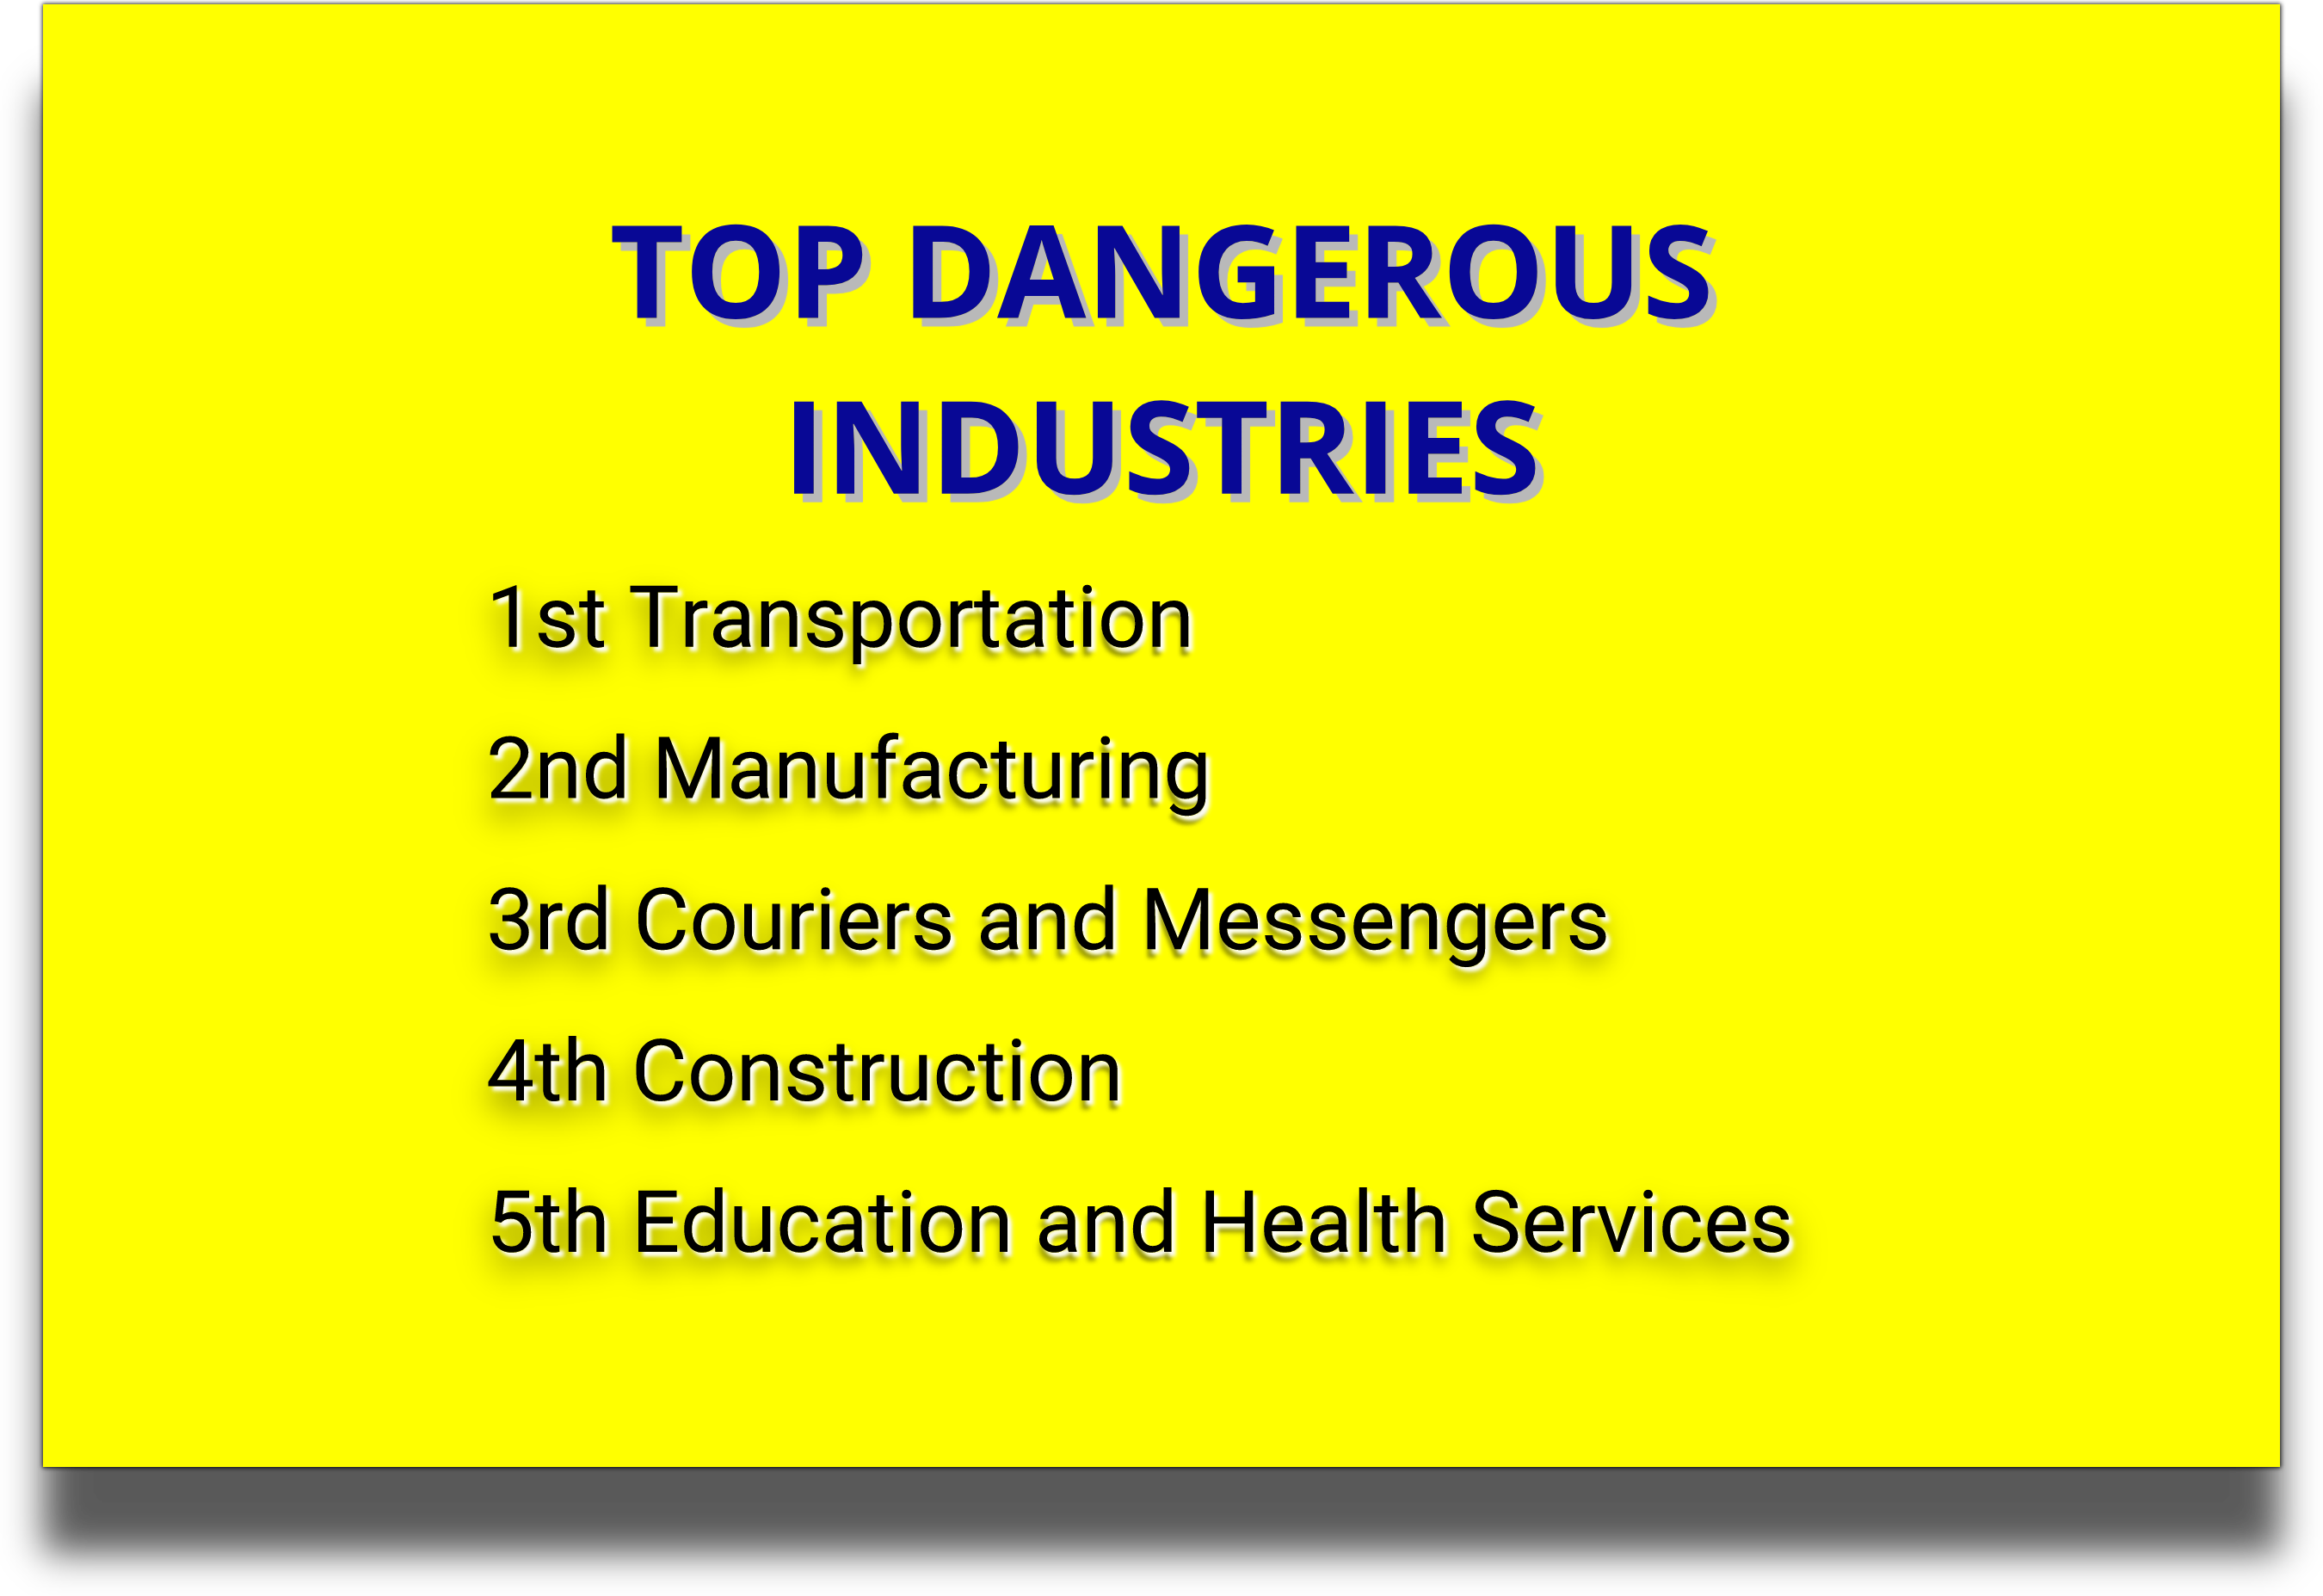 TOP DANGEROUS
INDUSTRIES
1st Transportation
2nd Manufacturing
3rd Couriers and Messengers
4th Construction
5th Education and Health Services